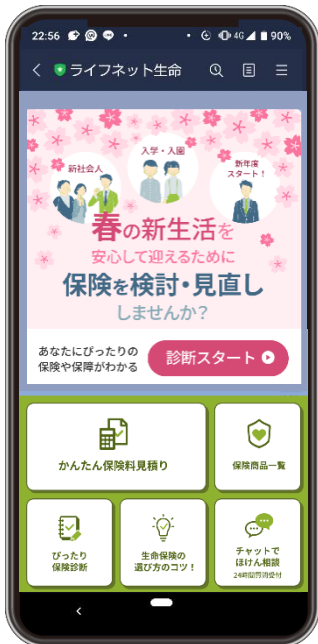 22:56 4G 90%
ライフネット生命
入学・入園
新社会人
新年度
スタート！
春の新生活を
安心して迎えるために
保険を検討・見直し
しませんか？
あなたにぴったりの
保険や保障がわかる
診断スタート
かんたん保険料見積り
保険商品一覧
ぴったり
保険診断
生命保険の
選び方のコツ！
チャットで
ほけん相談
24時間質問受付